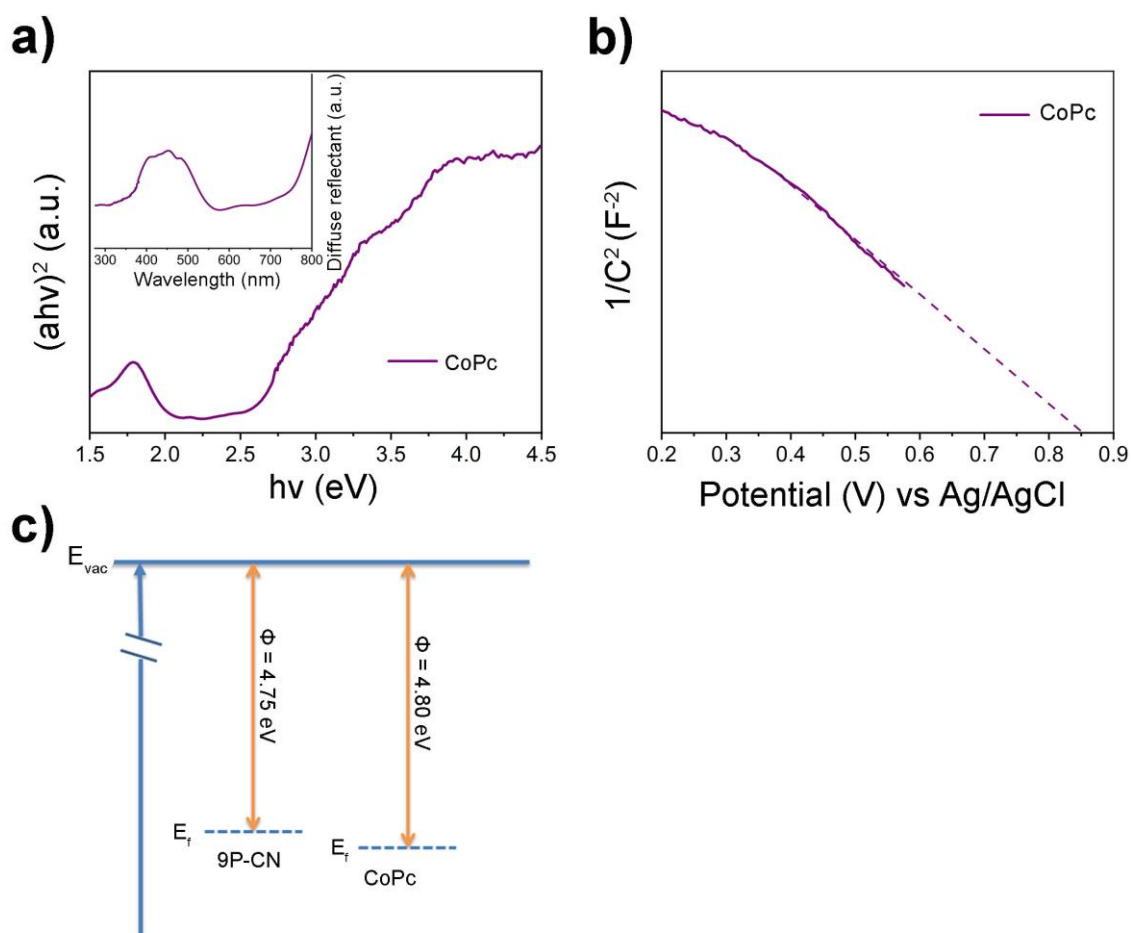 a)
(ahv)² (a.u.)
Diffuse reflectant (a.u.)
300 400 500 600 700 800
Wavelength (nm)
CoPc
1.5 2.0 2.5 3.0 3.5 4.0 4.5
hv (eV)
b)
1/C² (F⁻²)
CoPc
0.2 0.3 0.4 0.5 0.6 0.7 0.8 0.9
Potential (V) vs Ag/AgCl
c)
Evac
Φ = 4.75 eV
Φ = 4.80 eV
Ef
9P-CN
Ef
CoPc